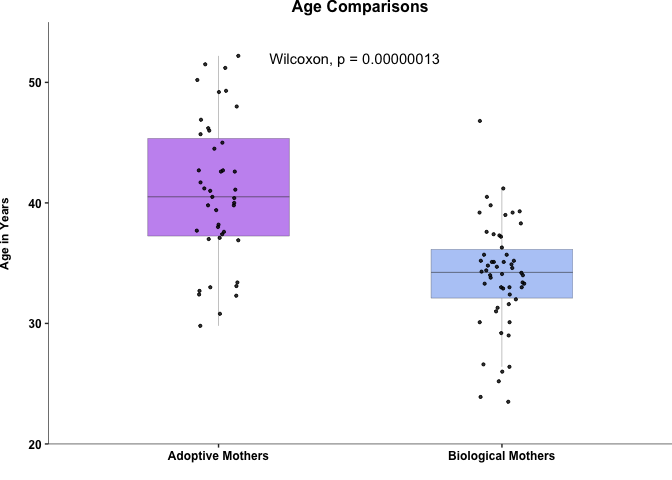 Age Comparisons
Wilcoxon, p = 0.00000013
Age in Years
50
40
30
20
Adoptive Mothers
Biological Mothers